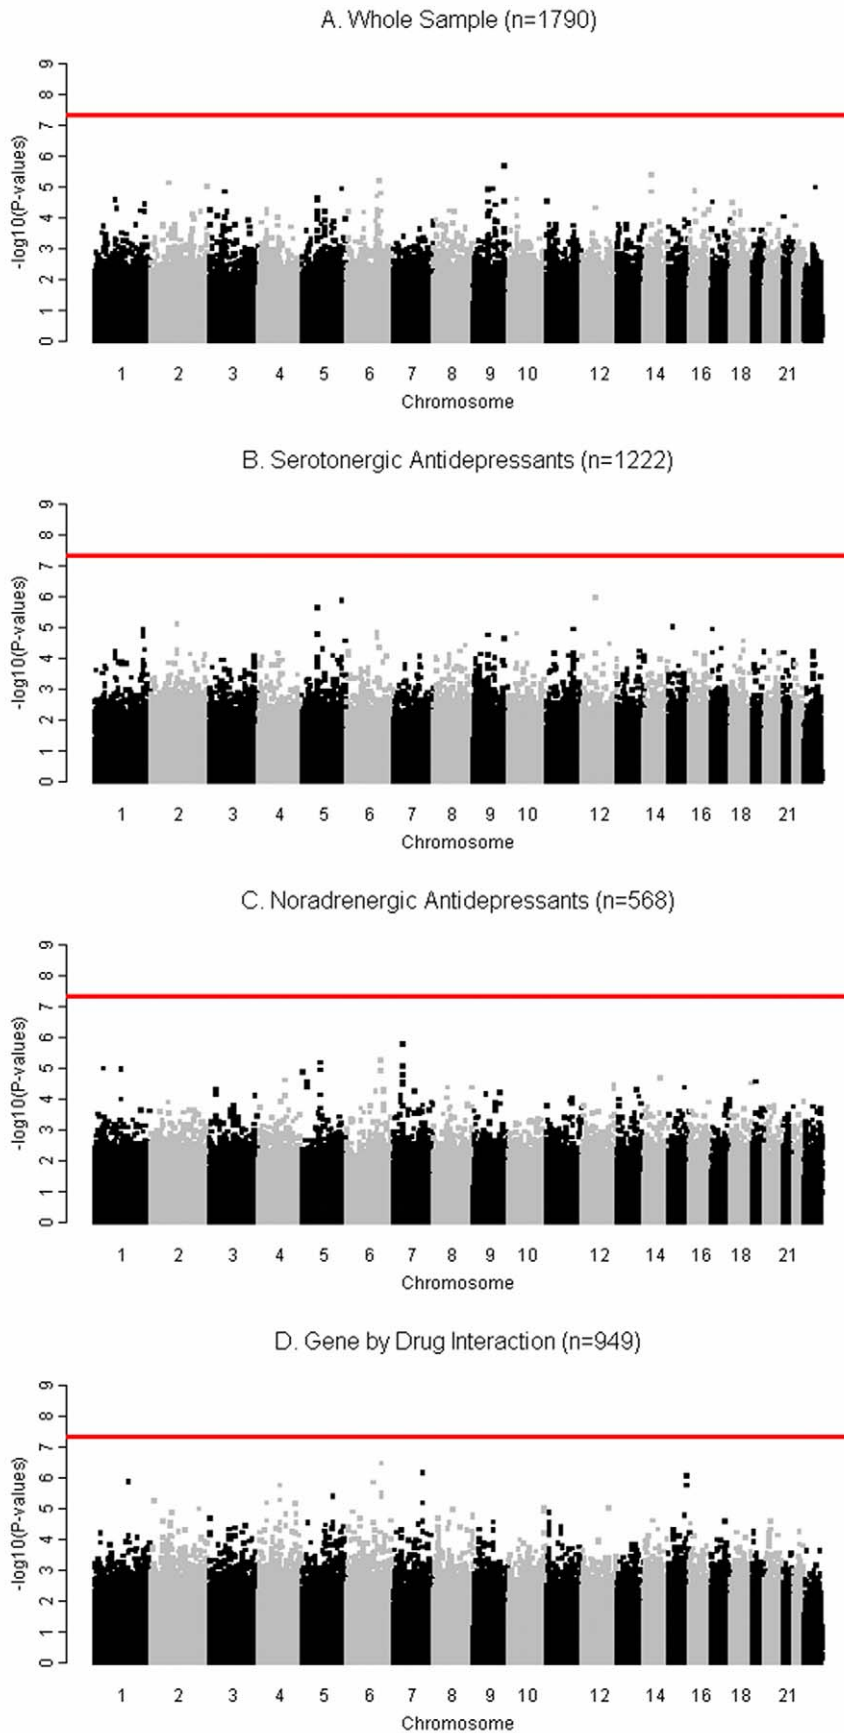 A. Whole Sample (n=1790)
9
8
7
6
5
4
3
2
1
0
-log10(P-values)
1 2 3 4 5 6 7 8 9 10 12 14 16 18 21
Chromosome
B. Serotonergic Antidepressants (n=1222)
9
8
7
6
5
4
3
2
1
0
-log10(P-values)
1 2 3 4 5 6 7 8 9 10 12 14 16 18 21
Chromosome
C. Noradrenergic Antidepressants (n=568)
9
8
7
6
5
4
3
2
1
0
-log10(P-values)
1 2 3 4 5 6 7 8 9 10 12 14 16 18 21
Chromosome
D. Gene by Drug Interaction (n=949)
9
8
7
6
5
4
3
2
1
0
-log10(P-values)
1 2 3 4 5 6 7 8 9 10 12 14 16 18 21
Chromosome